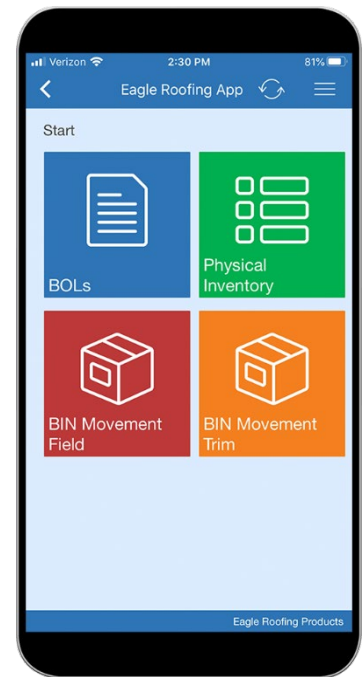 Verizon 2:30 PM 81%
Eagle Roofing App
Start
BOLs
Physical
Inventory
BIN Movement
Field
BIN Movement
Trim
Eagle Roofing Products